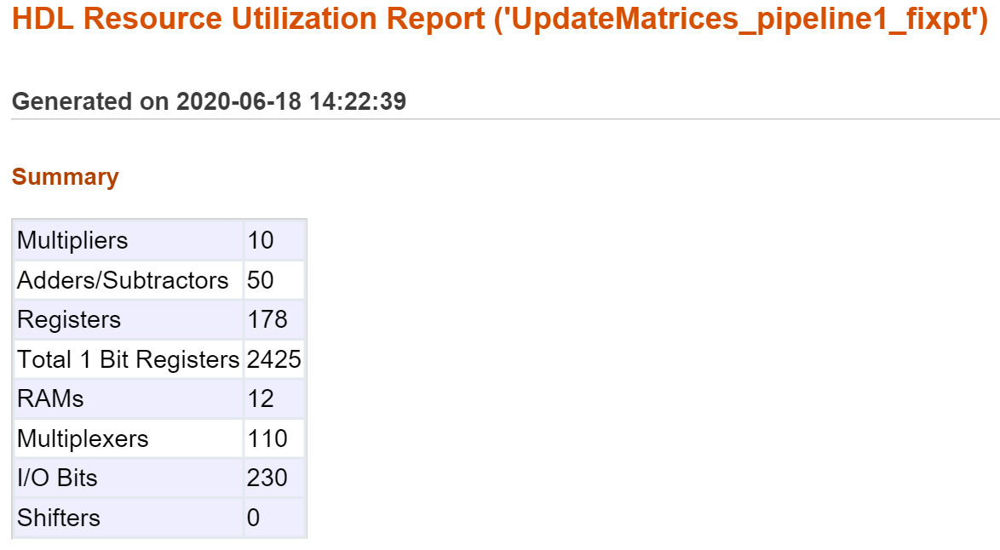 HDL Resource Utilization Report ('UpdateMatrices_pipeline1_fixpt')
Generated on 2020-06-18 14:22:39
Summary
Multipliers 10
Adders/Subtractors 50
Registers 178
Total 1 Bit Registers 2425
RAMs 12
Multiplexers 110
I/O Bits 230
Shifters 0